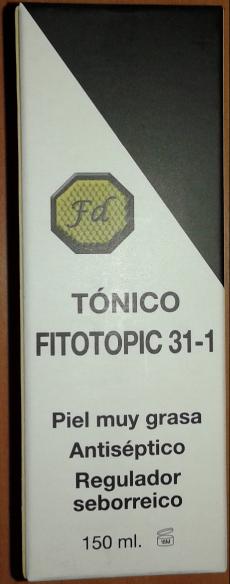 Fd
TÓNICO
FITOTOPIC 31-1
Piel muy grasa
Antiséptico
Regulador
seborreico
150 ml.